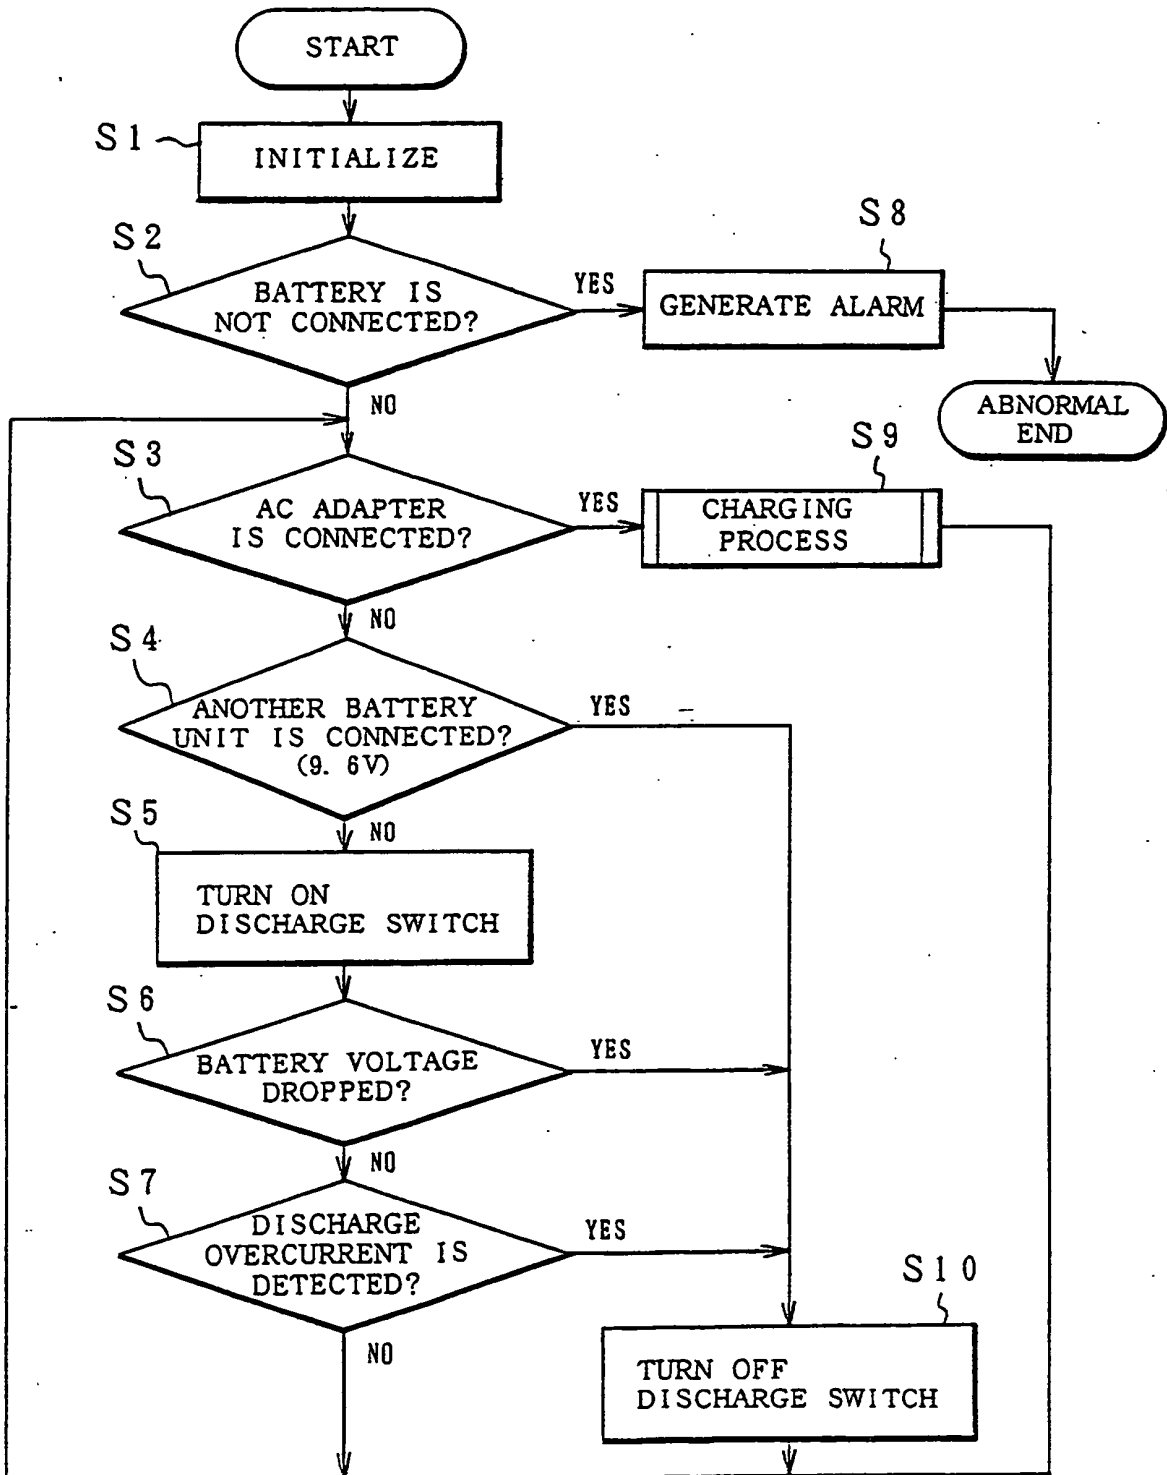 START
S1
INITIALIZE
S2
BATTERY IS
NOT CONNECTED?
YES
S8
GENERATE ALARM
ABNORMAL
END
NO
S3
AC ADAPTER
IS CONNECTED?
YES
S9
CHARGING
PROCESS
NO
S4
ANOTHER BATTERY
UNIT IS CONNECTED?
(9. 6V)
YES
NO
S5
TURN ON
DISCHARGE SWITCH
S6
BATTERY VOLTAGE
DROPPED?
YES
NO
S7
DISCHARGE
OVERCURRENT IS
DETECTED?
YES
NO
S10
TURN OFF
DISCHARGE SWITCH